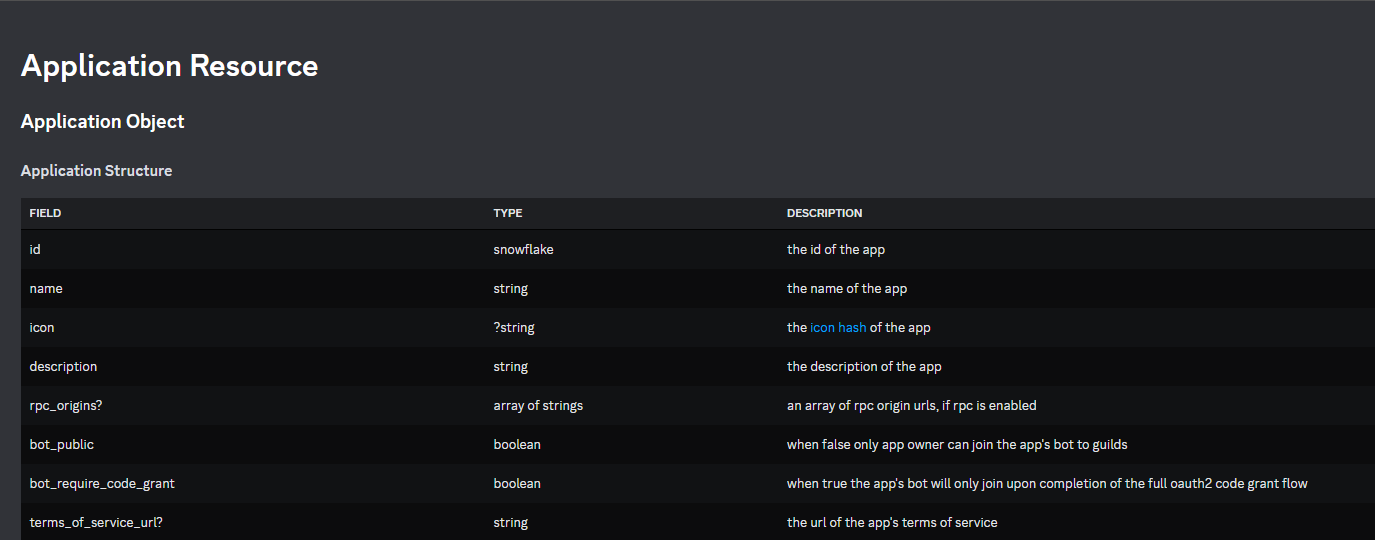 Application Resource
Application Object
Application Structure
FIELD TYPE DESCRIPTION
id snowflake the id of the app
name string the name of the app
icon ?string the icon hash of the app
description string the description of the app
rpc_origins? array of strings an array of rpc origin urls, if rpc is enabled
bot_public boolean when false only app owner can join the app's bot to guilds
bot_require_code_grant boolean when true the app's bot will only join upon completion of the full oauth2 code grant flow
terms_of_service_url? string the url of the app's terms of service